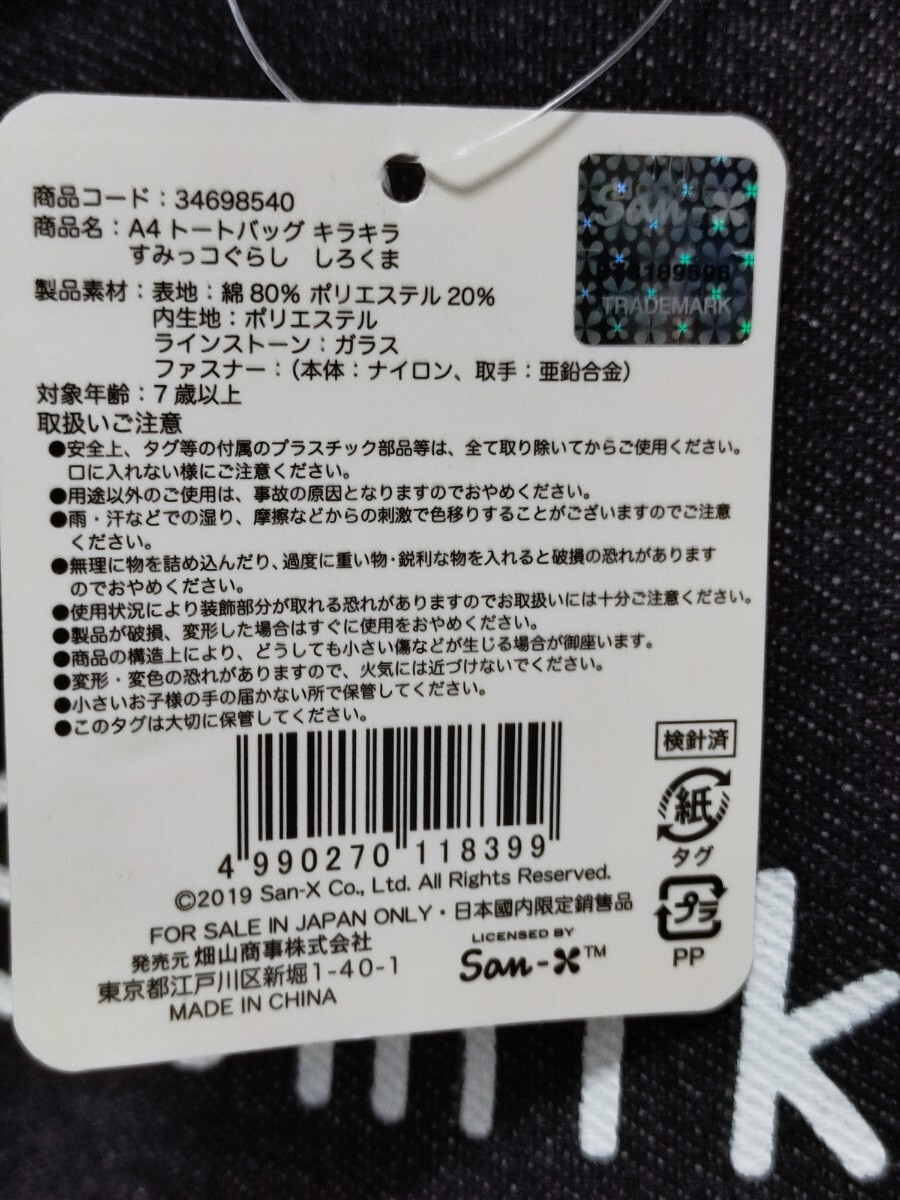 商品コード：34698540
商品名：A4トートバッグ キラキラ
すみっコぐらし　しろくま
製品素材：表地：綿80％ ポリエステル20％
内生地：ポリエステル
ラインストーン：ガラス
ファスナー：（本体：ナイロン、取手：亜鉛合金）
対象年齢：7歳以上
取扱いご注意
●安全上、タグ等の付属のプラスチック部品等は、全て取り除いてからご使用ください。
口に入れない様にご注意ください。
●用途以外のご使用は、事故の原因となりますのでおやめください。
●雨・汗などでの湿り、摩擦などからの刺激で色移りすることがございますのでご注意
ください。
●無理に物を詰め込んだり、過度に重い物・鋭利な物を入れると破損の恐れがあります
のでおやめください。
●使用状況により装飾部分が取れる恐れがありますのでお取扱いには十分ご注意ください。
●製品が破損、変形した場合はすぐに使用をおやめください。
●商品の構造上により、どうしても小さい傷などが生じる場合が御座います。
●変形・変色の恐れがありますので、火気には近づけないでください。
●小さいお子様の手の届かない所で保管してください。
●このタグは大切に保管してください。
San-X
TRADEMARK
検針済
紙
タグ
プラ
PP
4 990270 118399
©2019 San-X Co., Ltd. All Rights Reserved.
FOR SALE IN JAPAN ONLY・日本國内限定銷售品
発売元 畑山商事株式会社
東京都江戸川区新堀1-40-1
MADE IN CHINA
LICENSED BY
San-X™